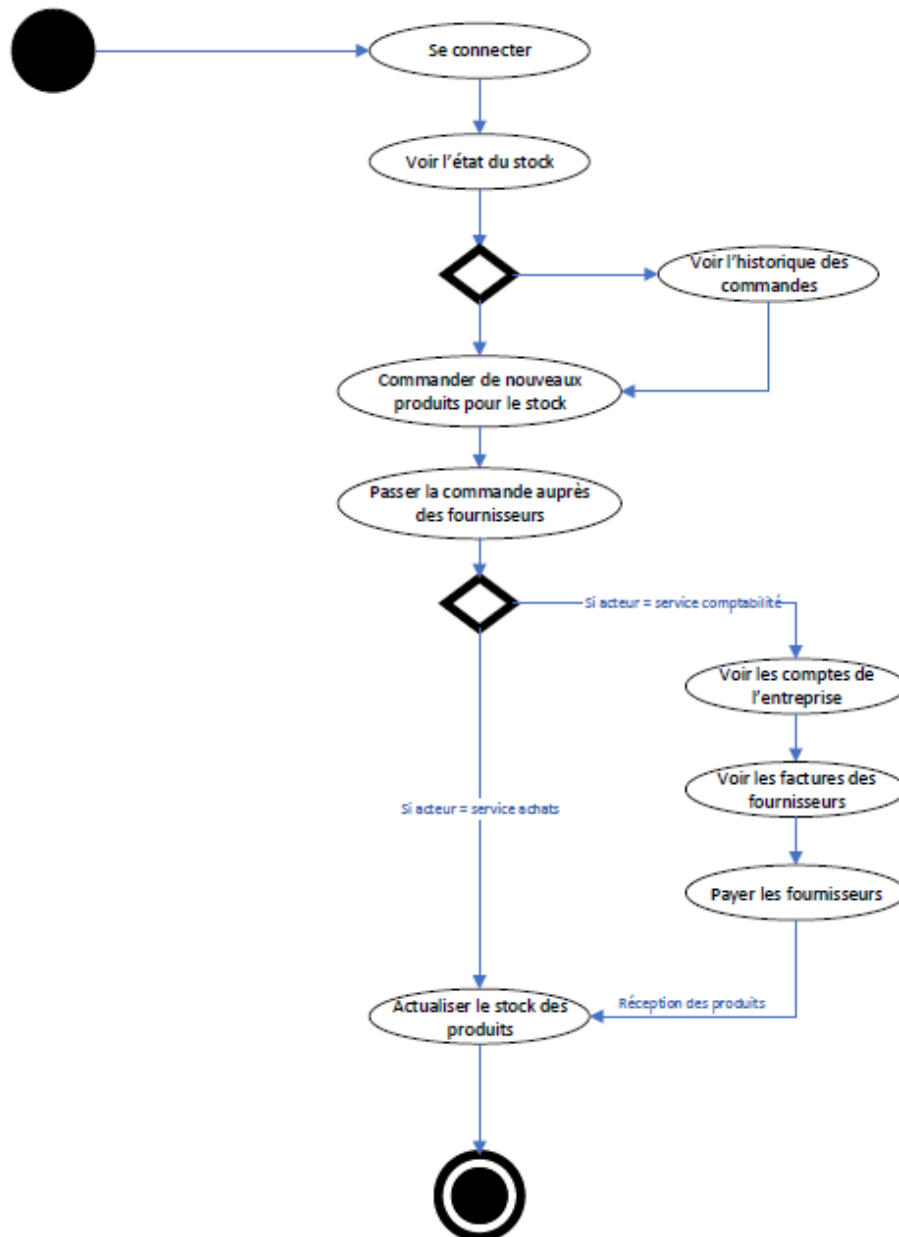 Se connecter
Voir l'état du stock
Voir l'historique des
commandes
Commander de nouveaux
produits pour le stock
Passer la commande auprès
des fournisseurs
Si acteur = service comptabilité
Voir les comptes de
l'entreprise
Voir les factures des
fournisseurs
Si acteur = service achats
Payer les fournisseurs
Réception des produits
Actualiser le stock des
produits